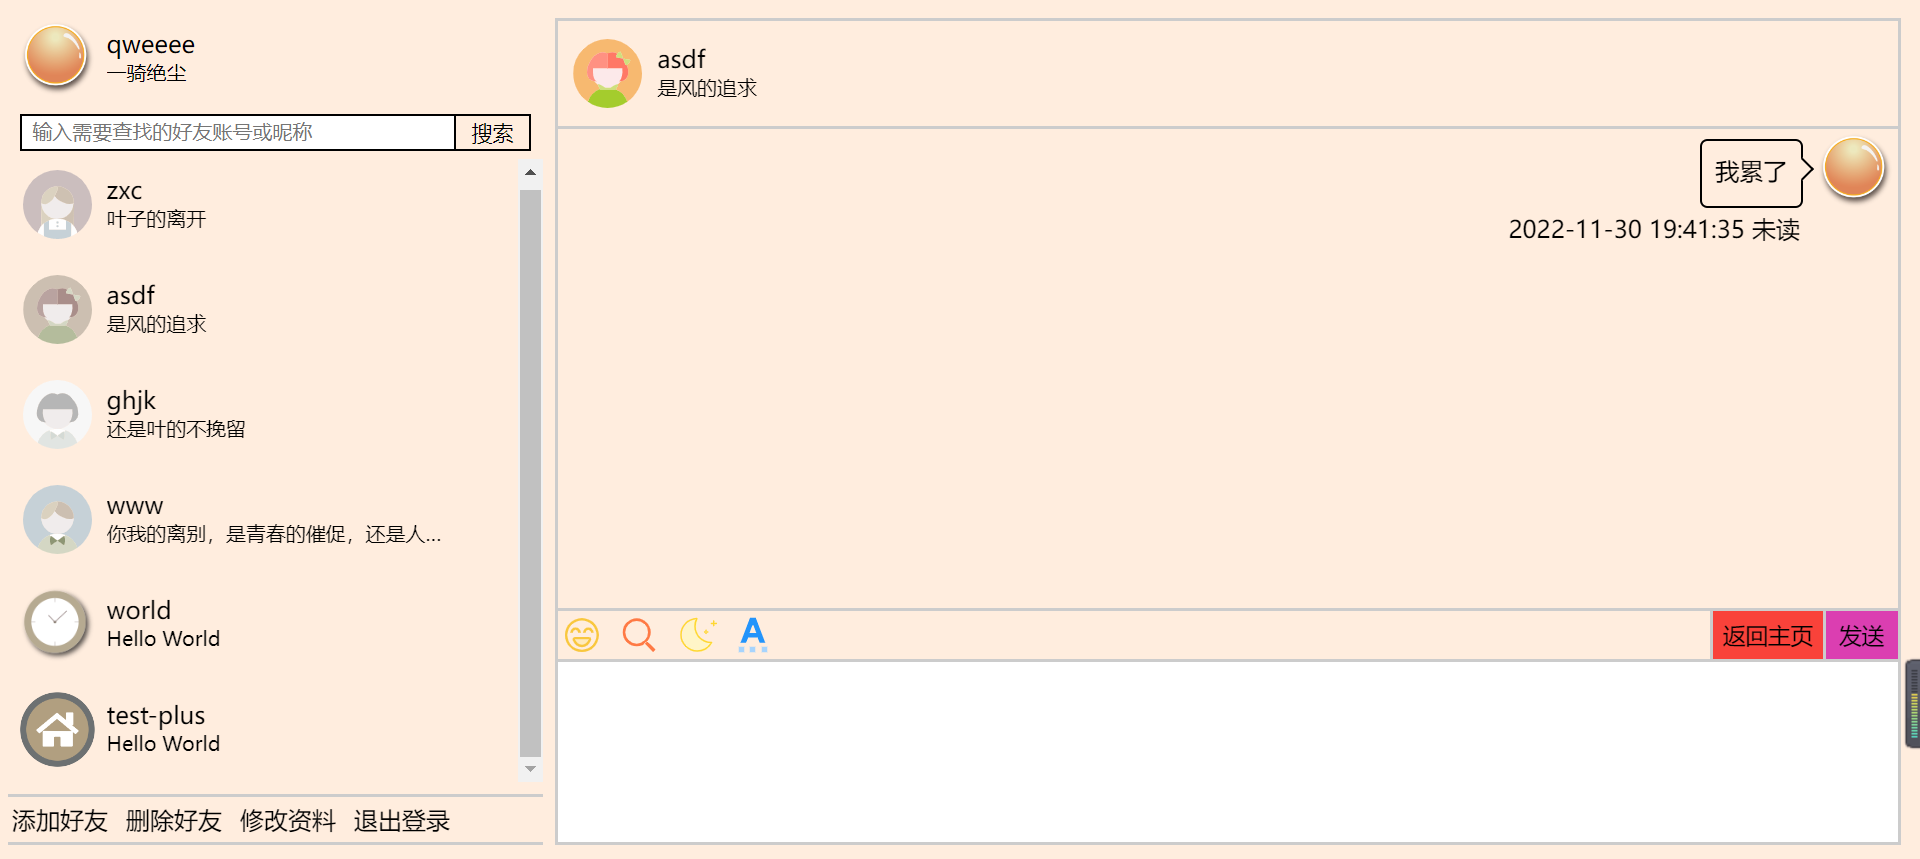 qweeee
一骑绝尘
输入需要查找的好友账号或昵称
搜索
zxc
叶子的离开
asdf
是风的追求
ghjk
还是叶的不挽留
www
你我的离别，是青春的催促，还是人...
world
Hello World
test-plus
Hello World
添加好友 删除好友 修改资料 退出登录
asdf
是风的追求
我累了
2022-11-30 19:41:35 未读
A
返回主页 发送